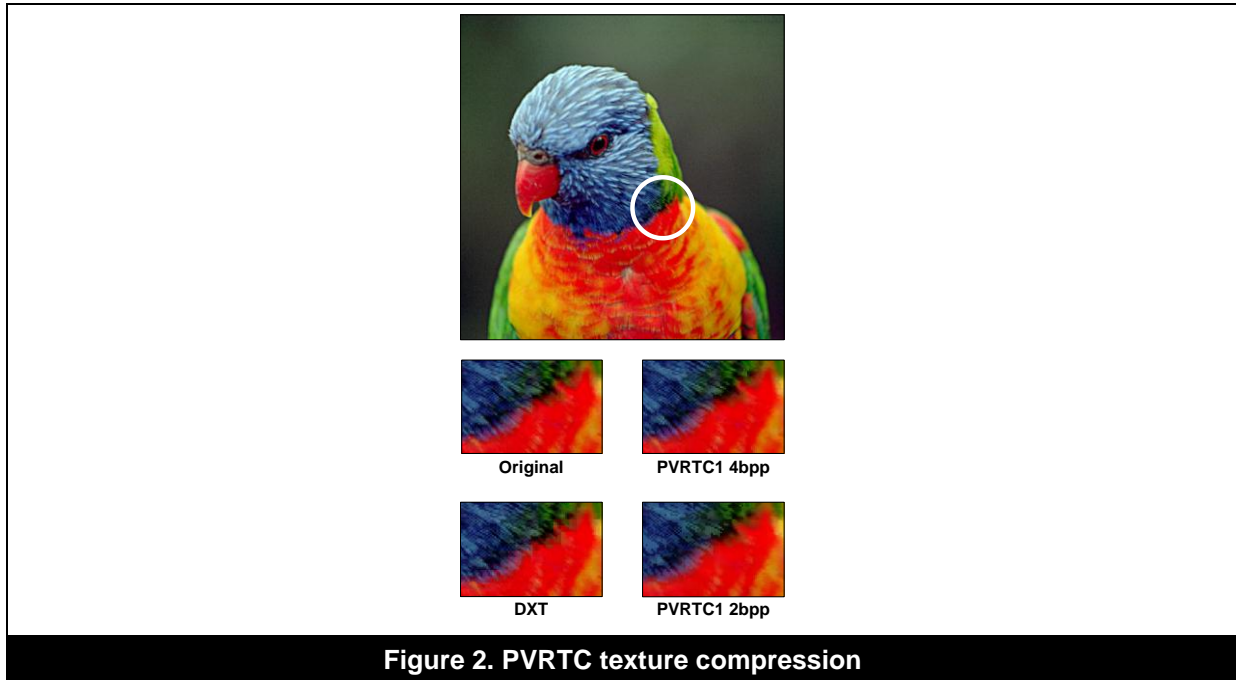 Original
PVRTC1 4bpp
DXT
PVRTC1 2bpp
Figure 2. PVRTC texture compression